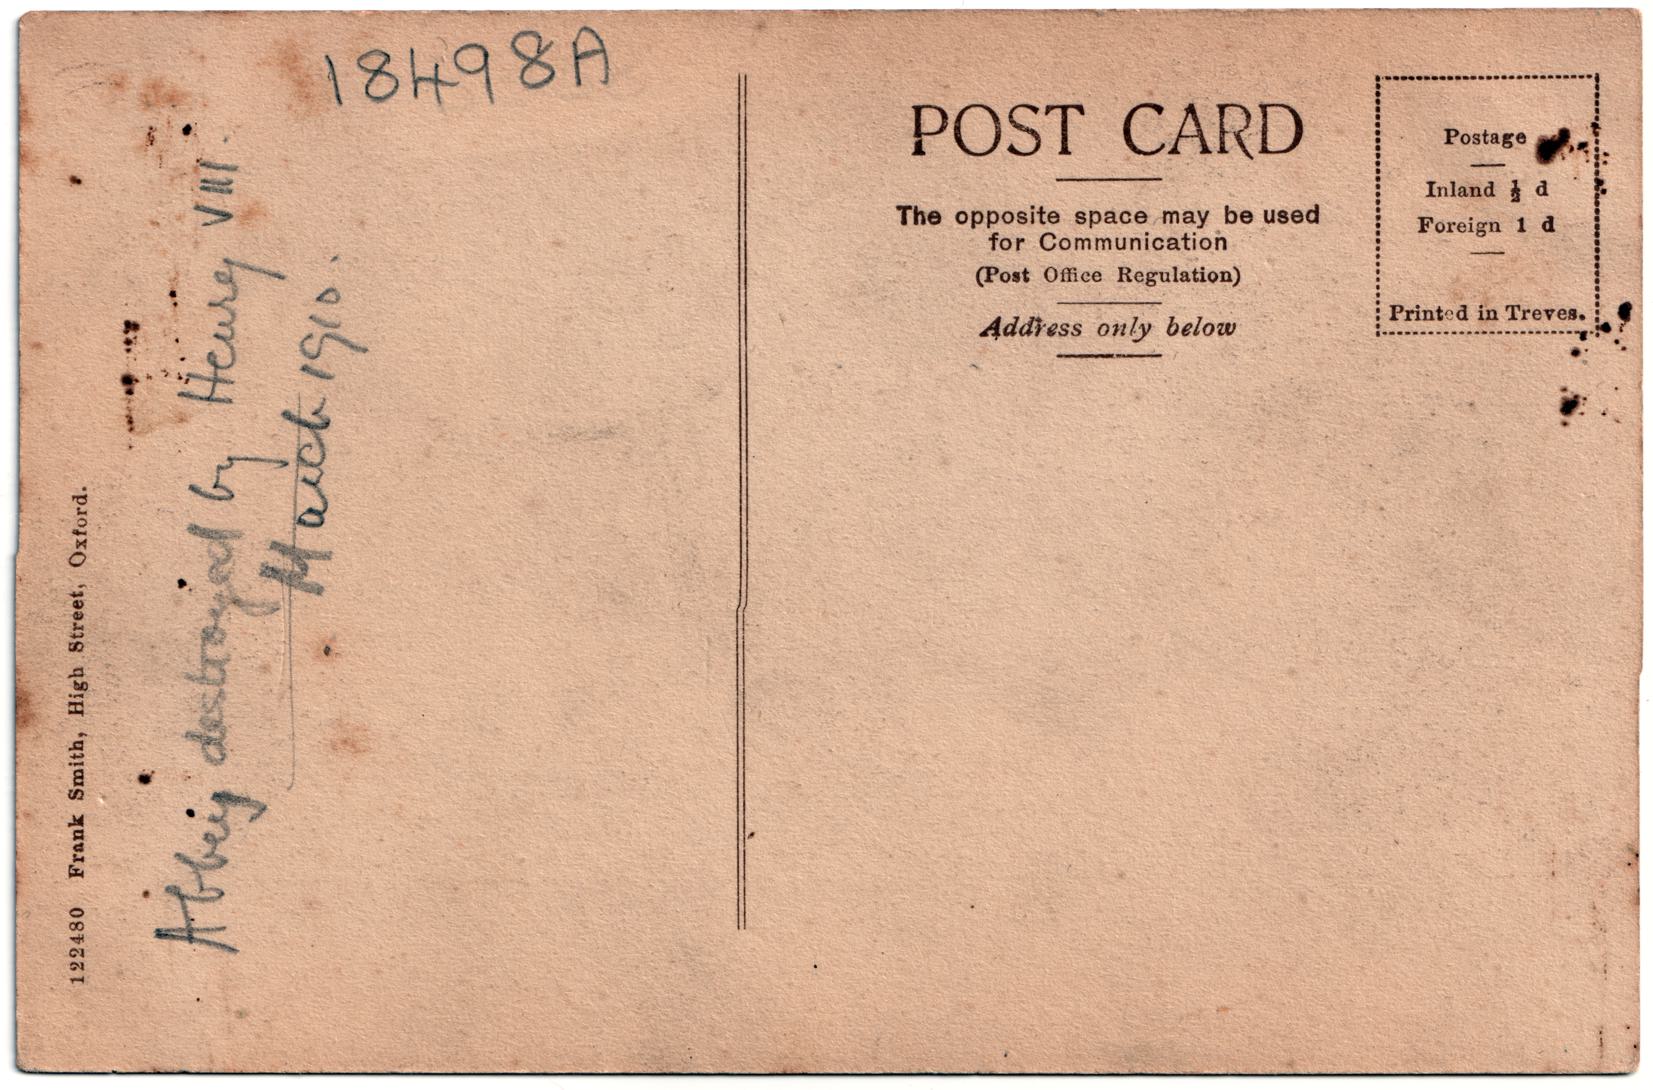 18498A
Abbey destroyed by Henry VIII.
March 1910.
122480 Frank Smith, High Street, Oxford.
POST CARD
The opposite space may be used
for Communication
(Post Office Regulation)
Address only below
Postage
Inland ½ d
Foreign 1 d
Printed in Treves.